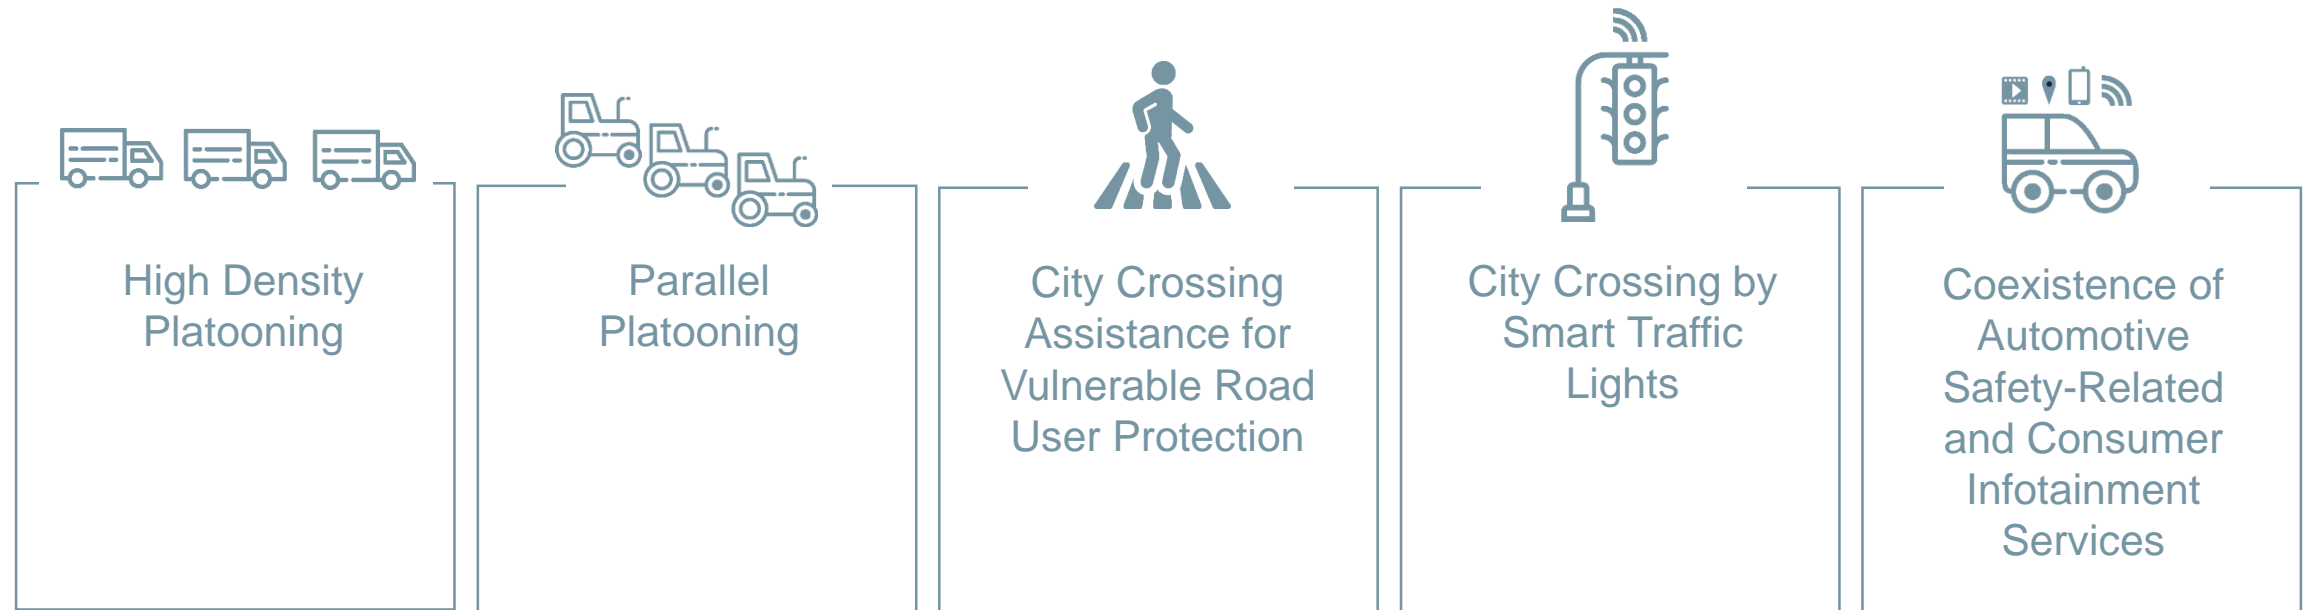 High Density
Platooning
Parallel
Platooning
City Crossing
Assistance for
Vulnerable Road
User Protection
City Crossing by
Smart Traffic
Lights
Coexistence of
Automotive
Safety-Related
and Consumer
Infotainment
Services